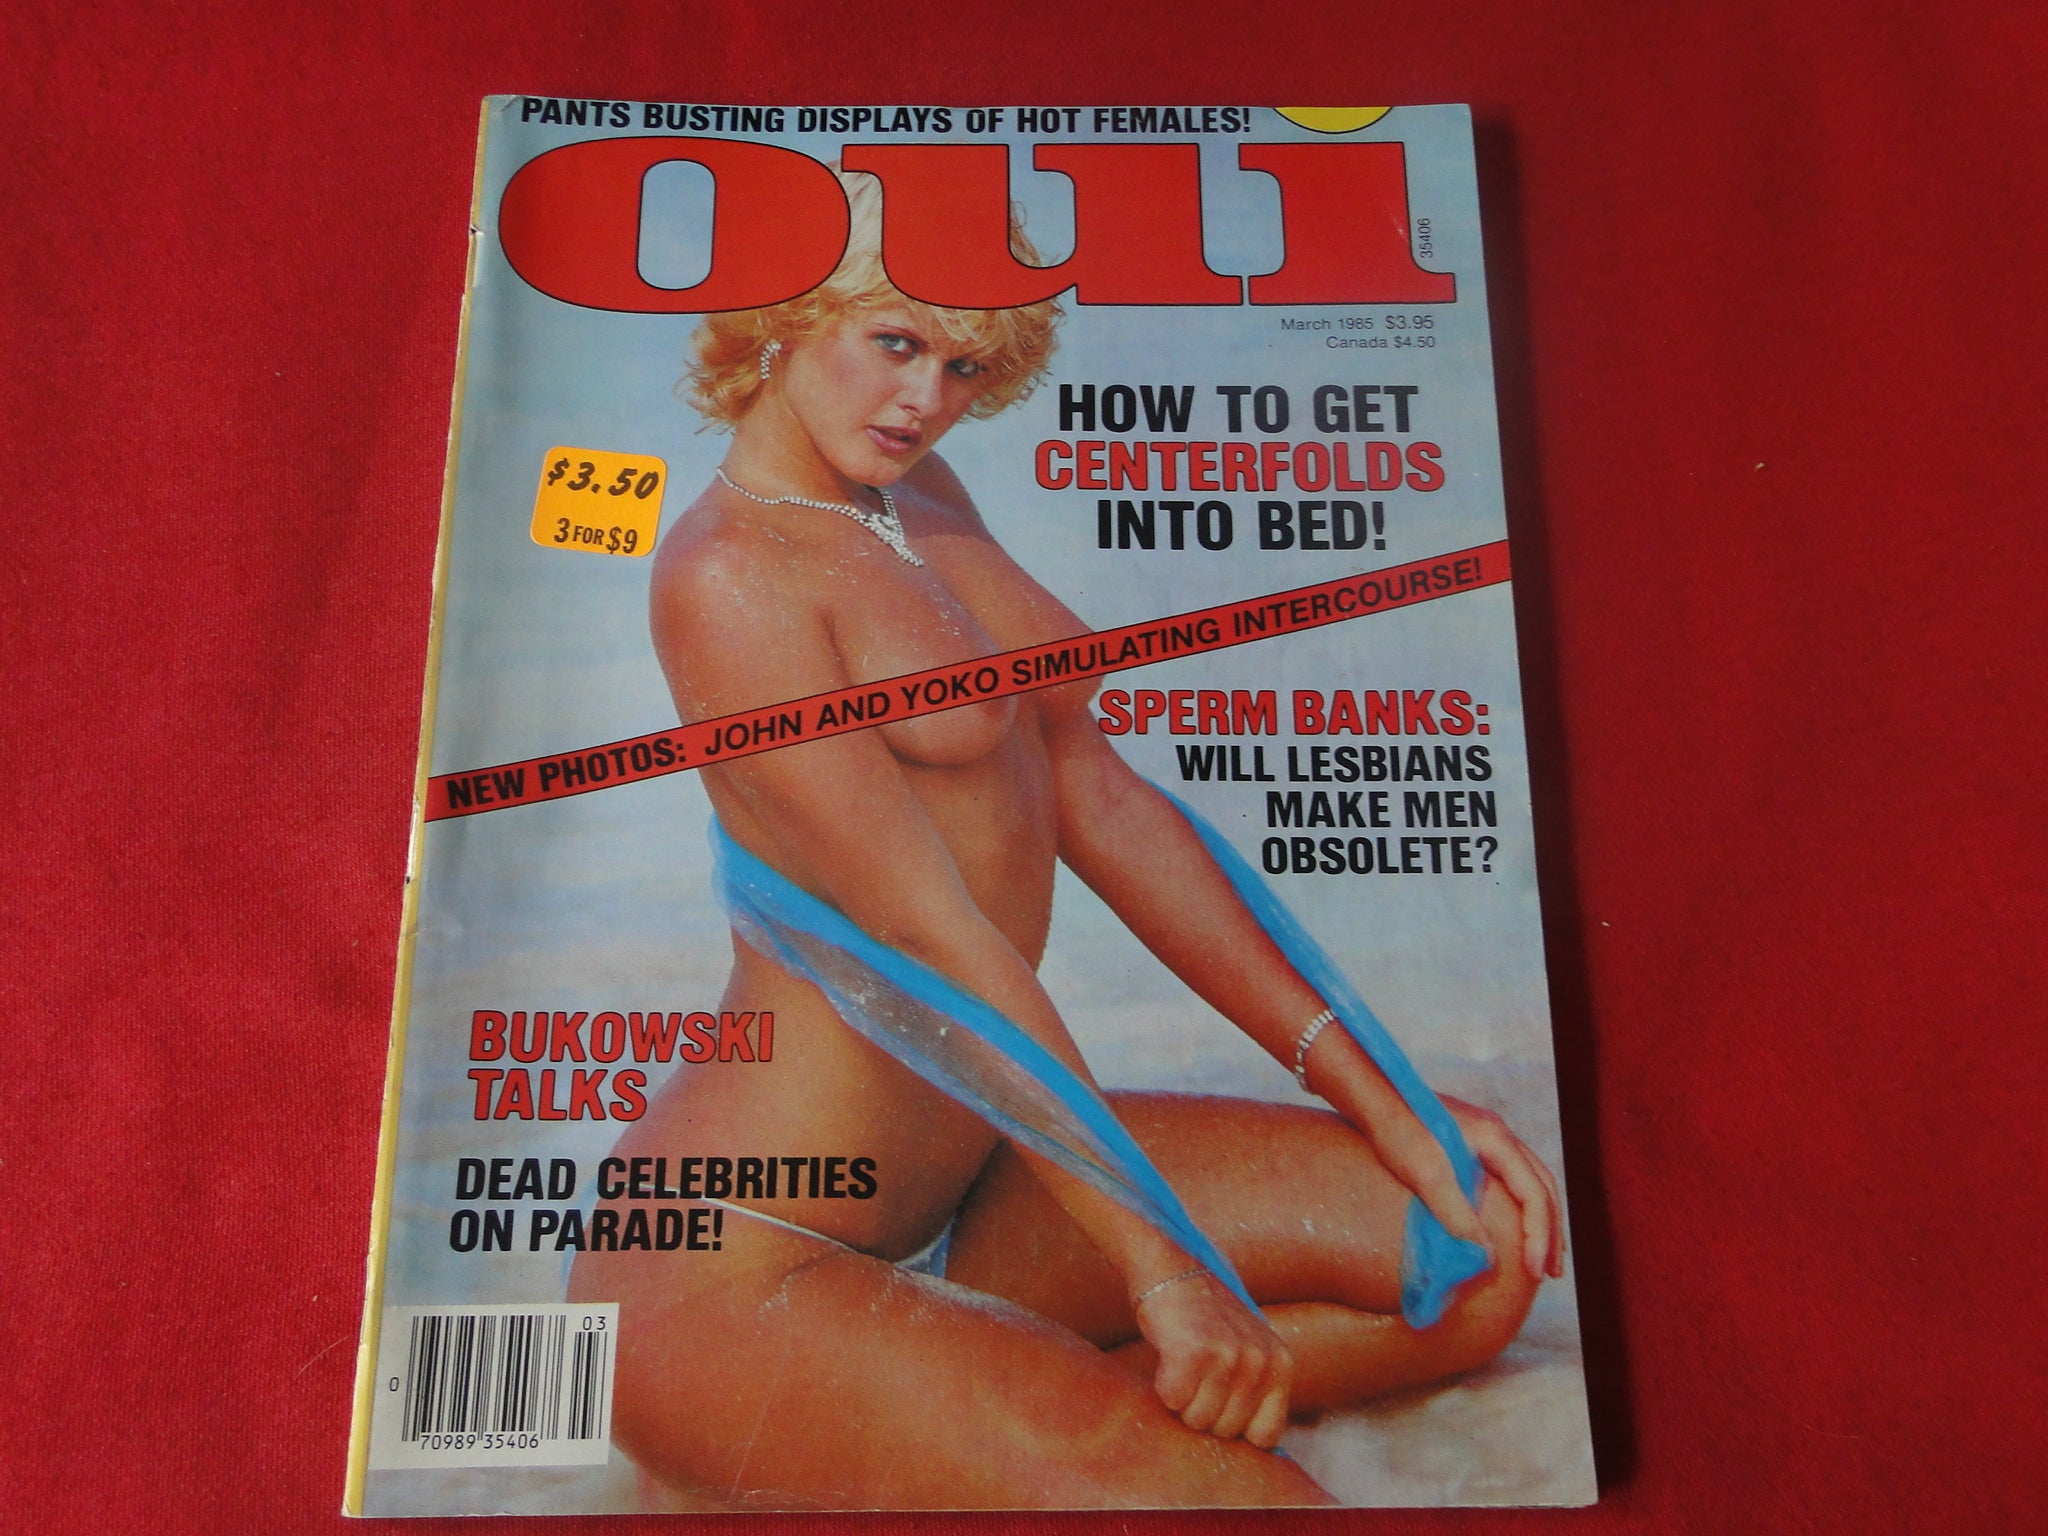 PANTS BUSTING DISPLAYS OF HOT FEMALES!
oui
35406
March 1985 $3.95
Canada $4.50
HOW TO GET
CENTERFOLDS
INTO BED!
$3.50
3 FOR $9
NEW PHOTOS: JOHN AND YOKO SIMULATING INTERCOURSE!
SPERM BANKS:
WILL LESBIANS
MAKE MEN
OBSOLETE?
BUKOWSKI
TALKS
DEAD CELEBRITIES
ON PARADE!
03
0
70989 35406